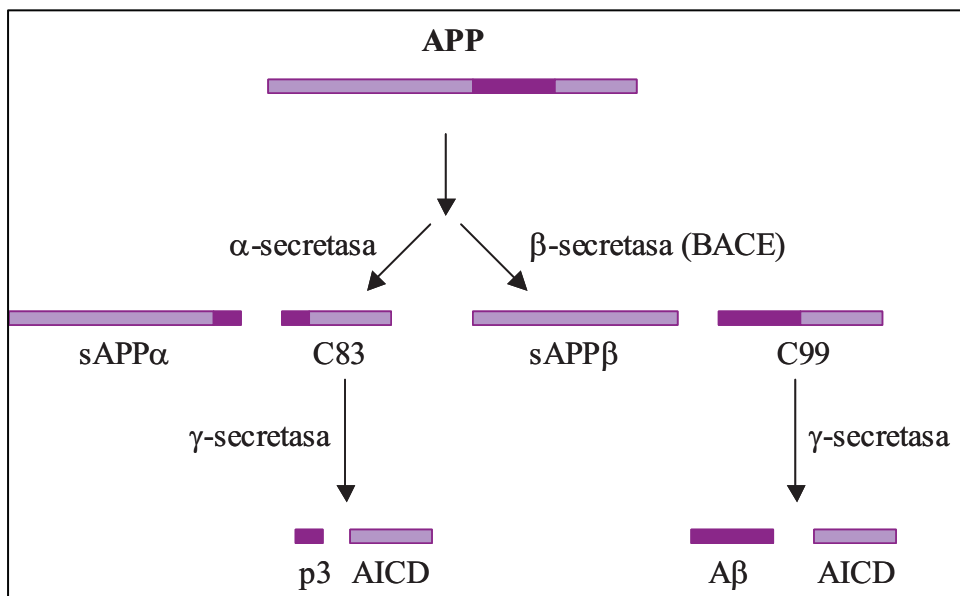 APP
α-secretasa
β-secretasa (BACE)
sAPPα
C83
sAPPβ
C99
γ-secretasa
γ-secretasa
p3
AICD
Aβ
AICD